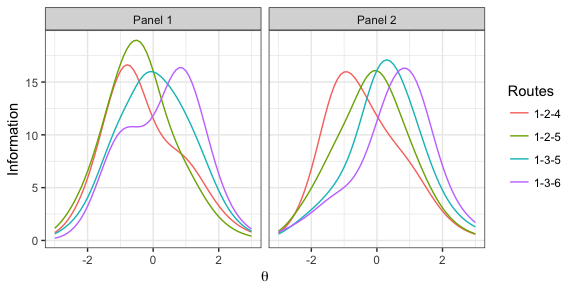 Panel 1
Panel 2
Information
15
10
5
0
-2
0
2
-2
0
2
θ
Routes
1-2-4
1-2-5
1-3-5
1-3-6